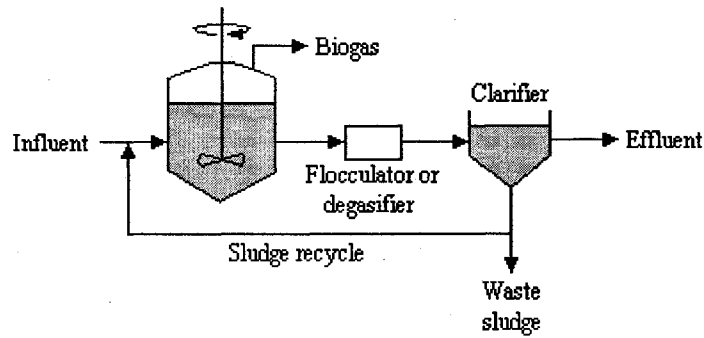 Biogas
Clarifier
Influent
Effluent
Flocculator or
degasifier
Sludge recycle
Waste
sludge